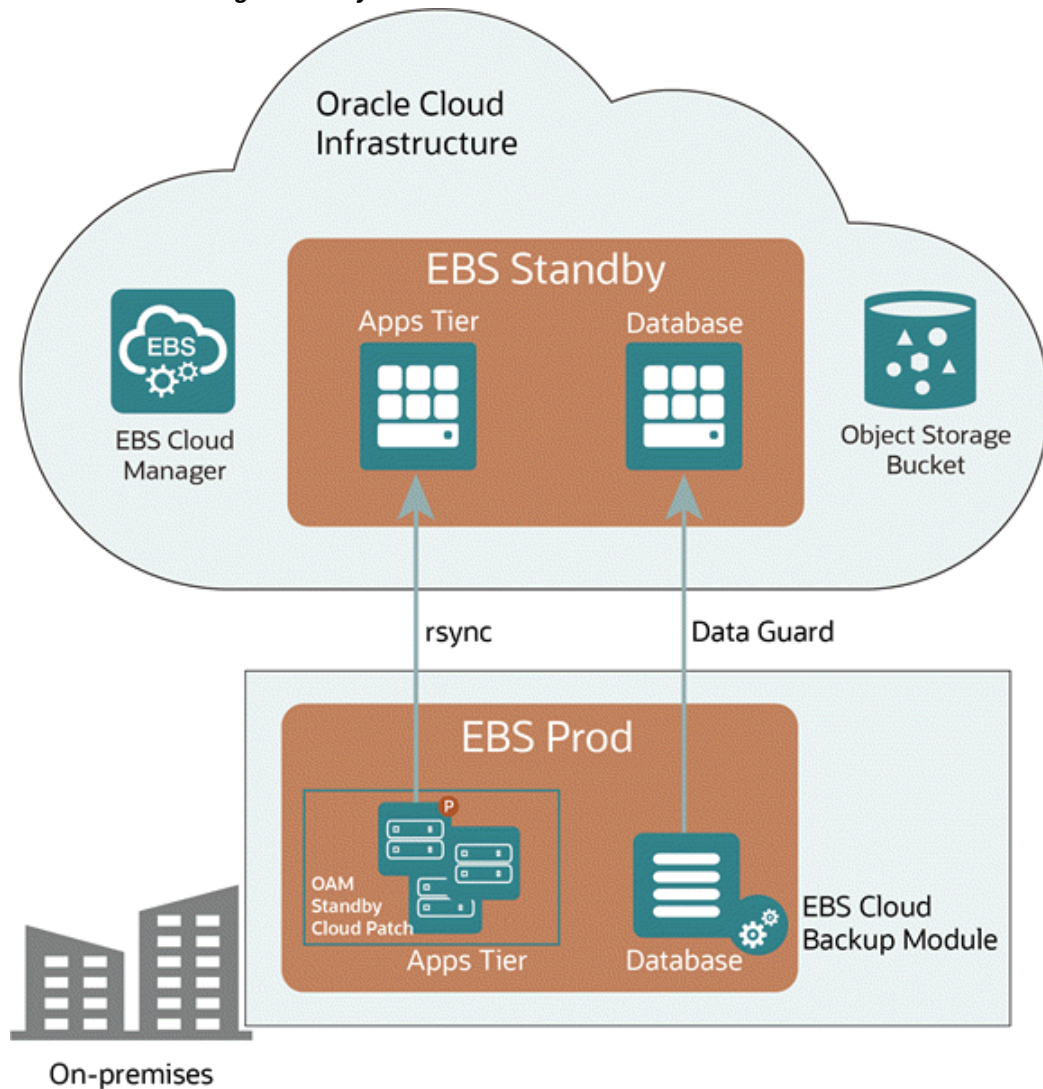 Oracle Cloud
Infrastructure
EBS Standby
Apps Tier
Database
EBS
EBS Cloud
Manager
Object Storage
Bucket
rsync
Data Guard
EBS Prod
P
OAM
Standby
Cloud Patch
Apps Tier
Database
EBS Cloud
Backup Module
On-premises